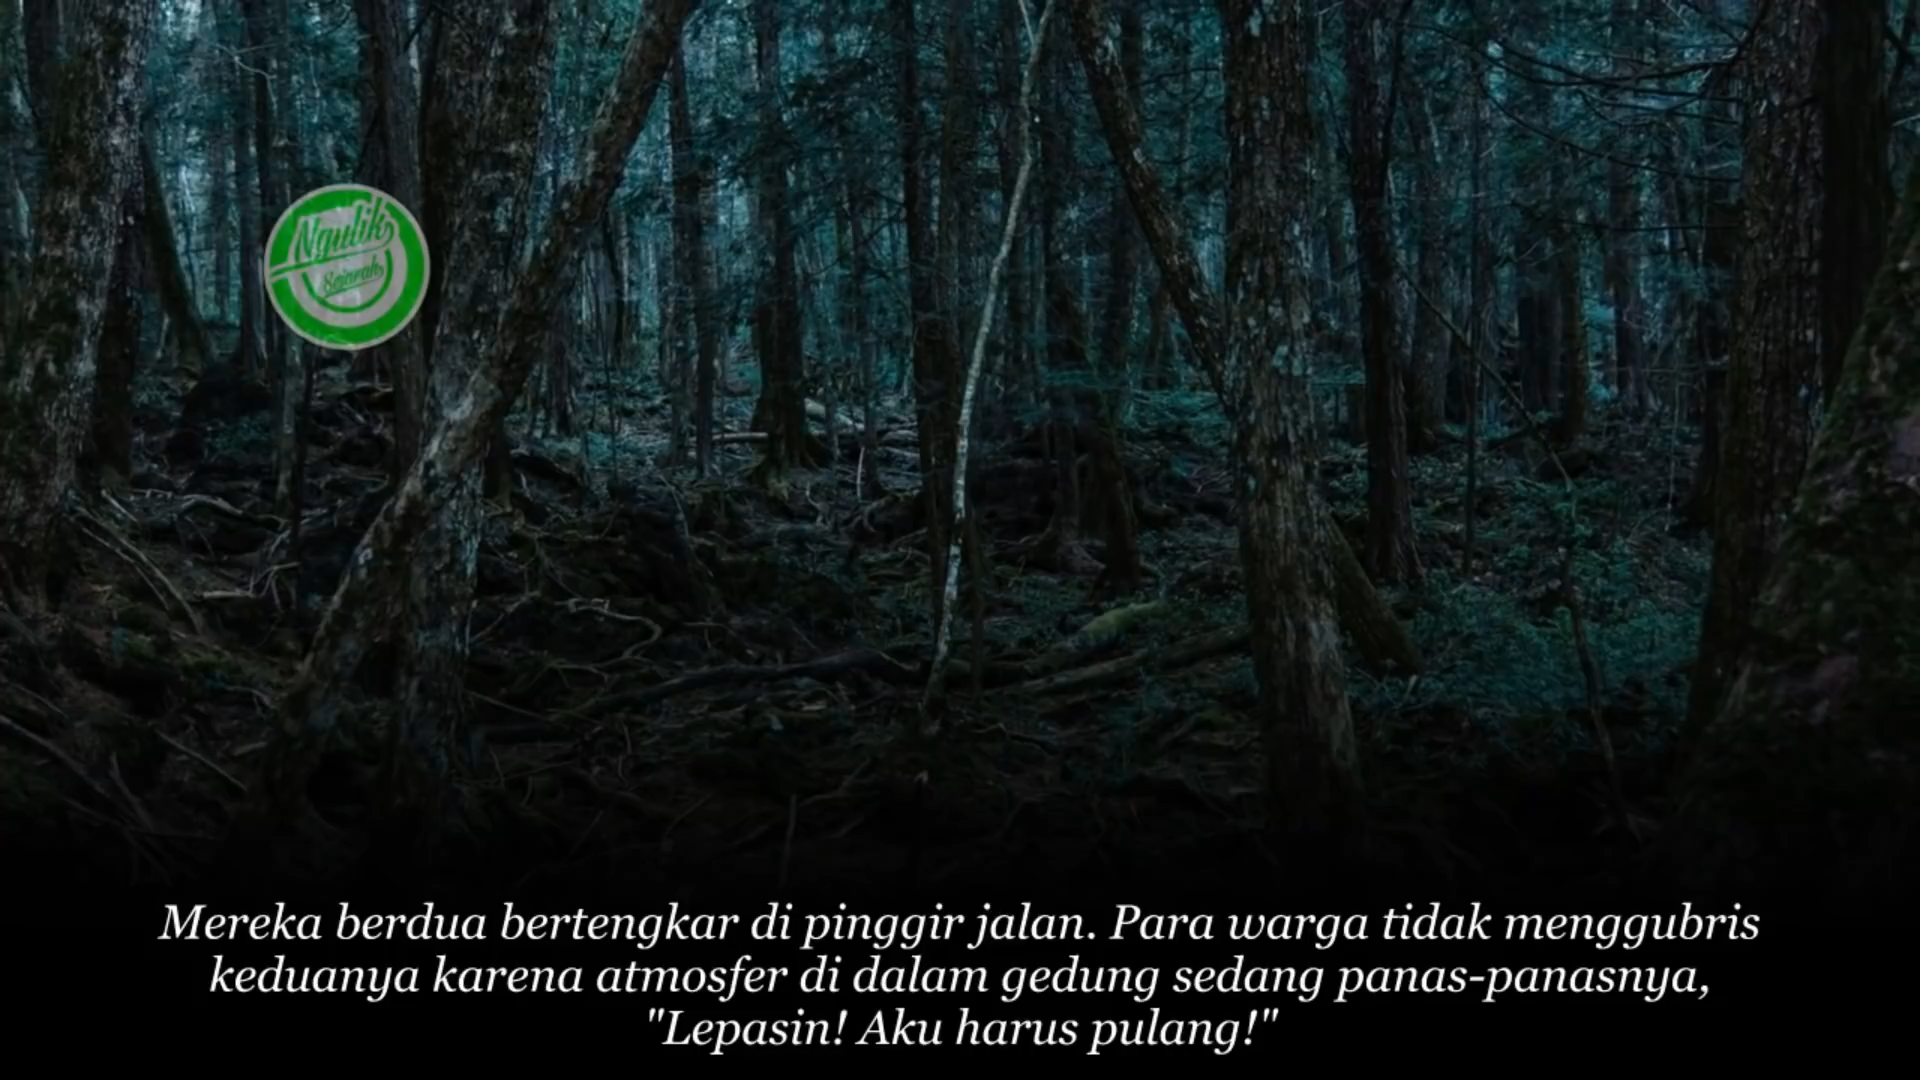 Ngulik
Sejarah
Mereka berdua bertengkar di pinggir jalan. Para warga tidak menggubris
keduanya karena atmosfer di dalam gedung sedang panas-panasnya,
"Lepasin! Aku harus pulang!"